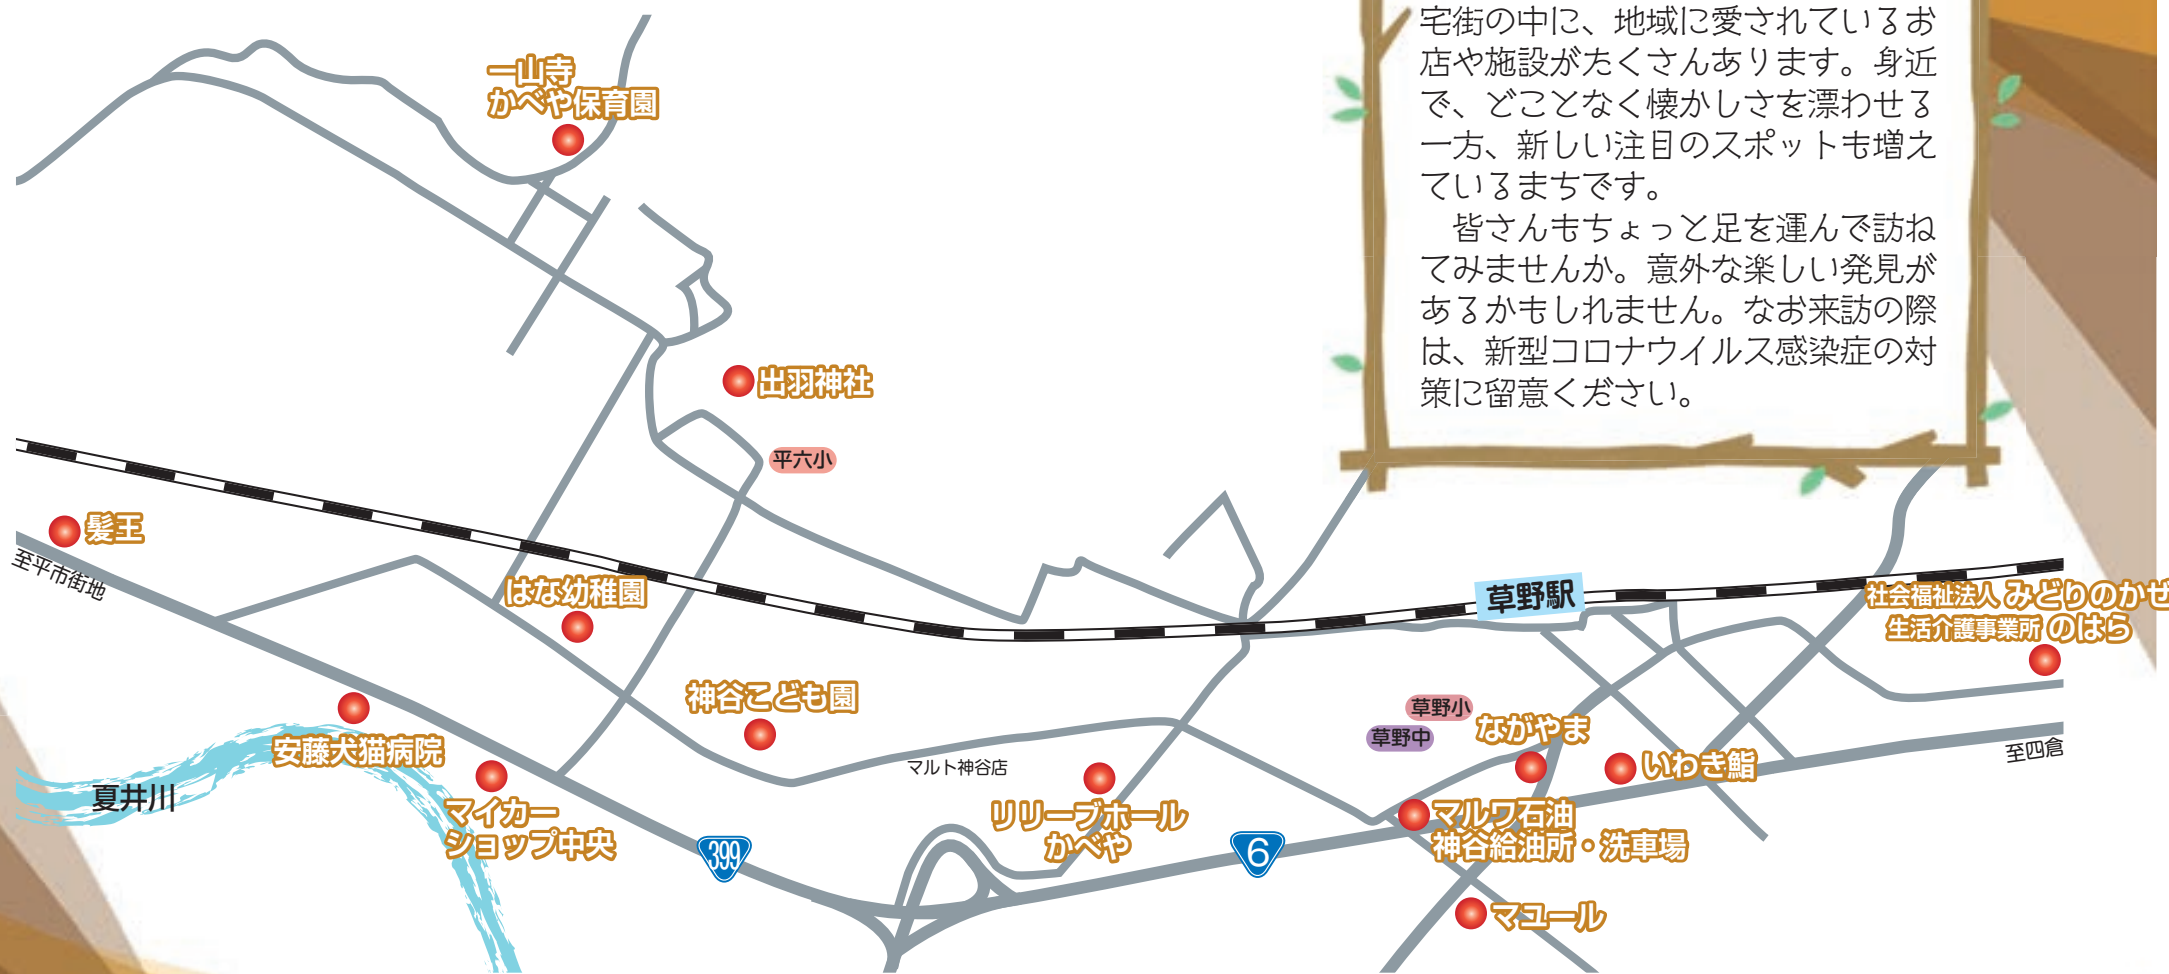 宅街の中に、地域に愛されているお
店や施設がたくさんあります。身近
で、どことなく懐かしさを漂わせる
一方、新しい注目のスポットも増え
ているまちです。
　皆さんもちょっと足を運んで訪ね
てみませんか。意外な楽しい発見が
あるかもしれません。なお来訪の際
は、新型コロナウイルス感染症の対
策に留意ください。
一山寺
かべや保育園
出羽神社
平六小
髪王
至平市街地
はな幼稚園
草野駅
社会福祉法人 みどりのかぜ
生活介護事業所 のはら
神谷こども園
草野小
草野中
ながやま
いわき鮨
至四倉
安藤犬猫病院
マルト神谷店
夏井川
マイカー
ショップ中央
リリーブホール
かべや
マルワ石油
神谷給油所・洗車場
399
6
マユール